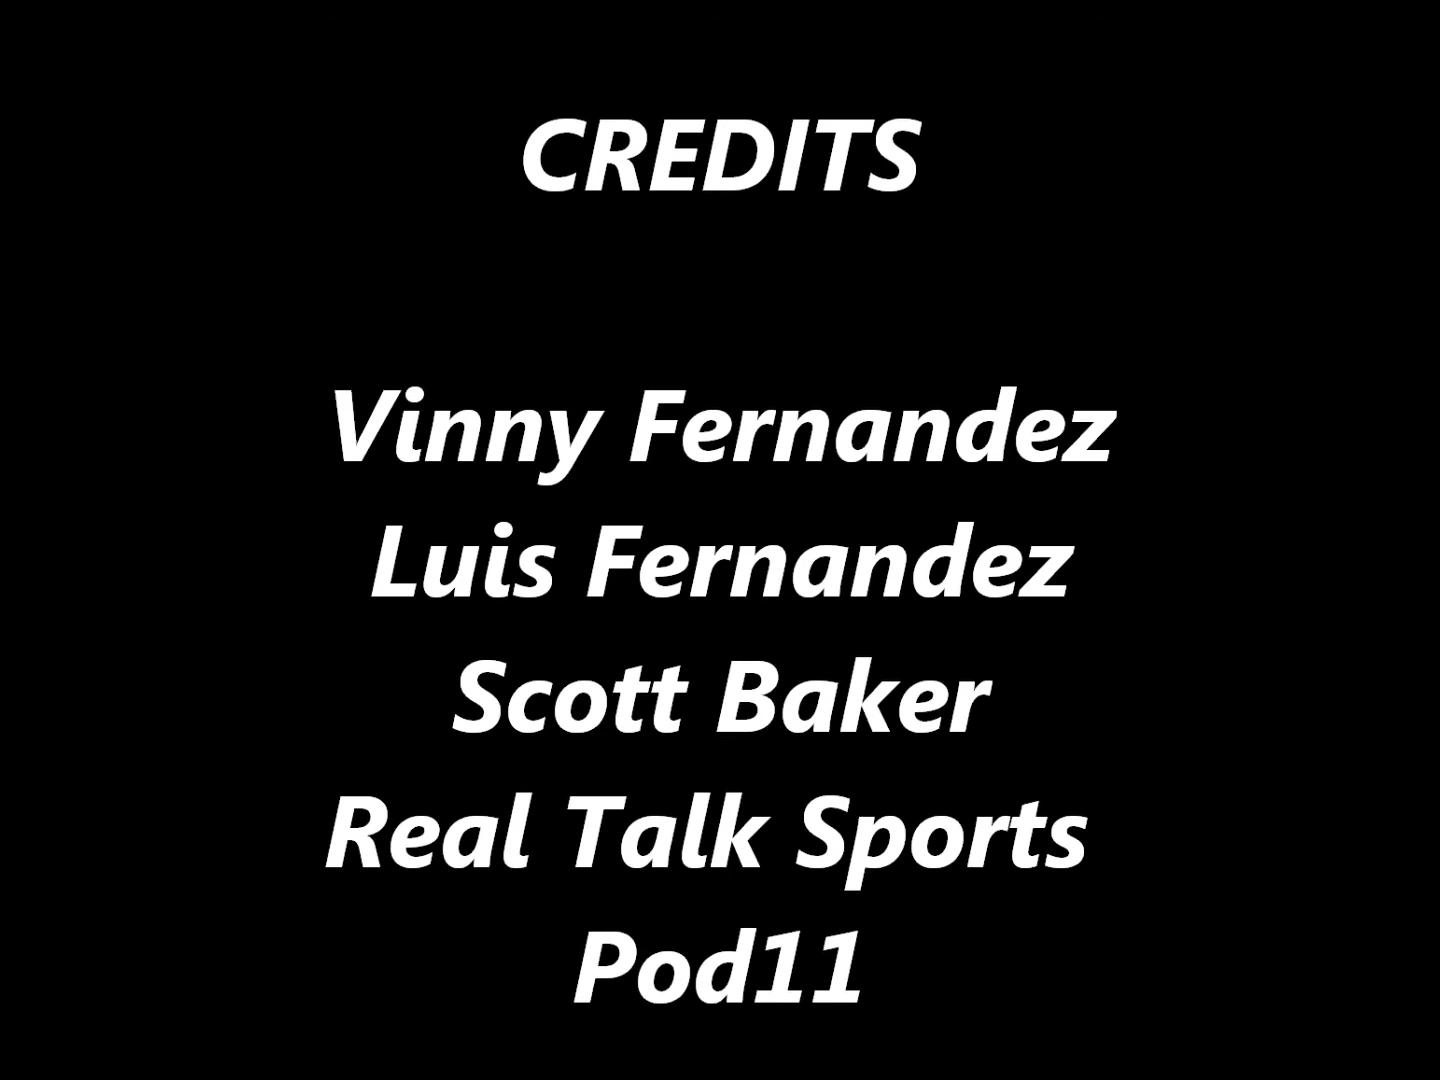 CREDITS
Vinny Fernandez
Luis Fernandez
Scott Baker
Real Talk Sports
Pod11